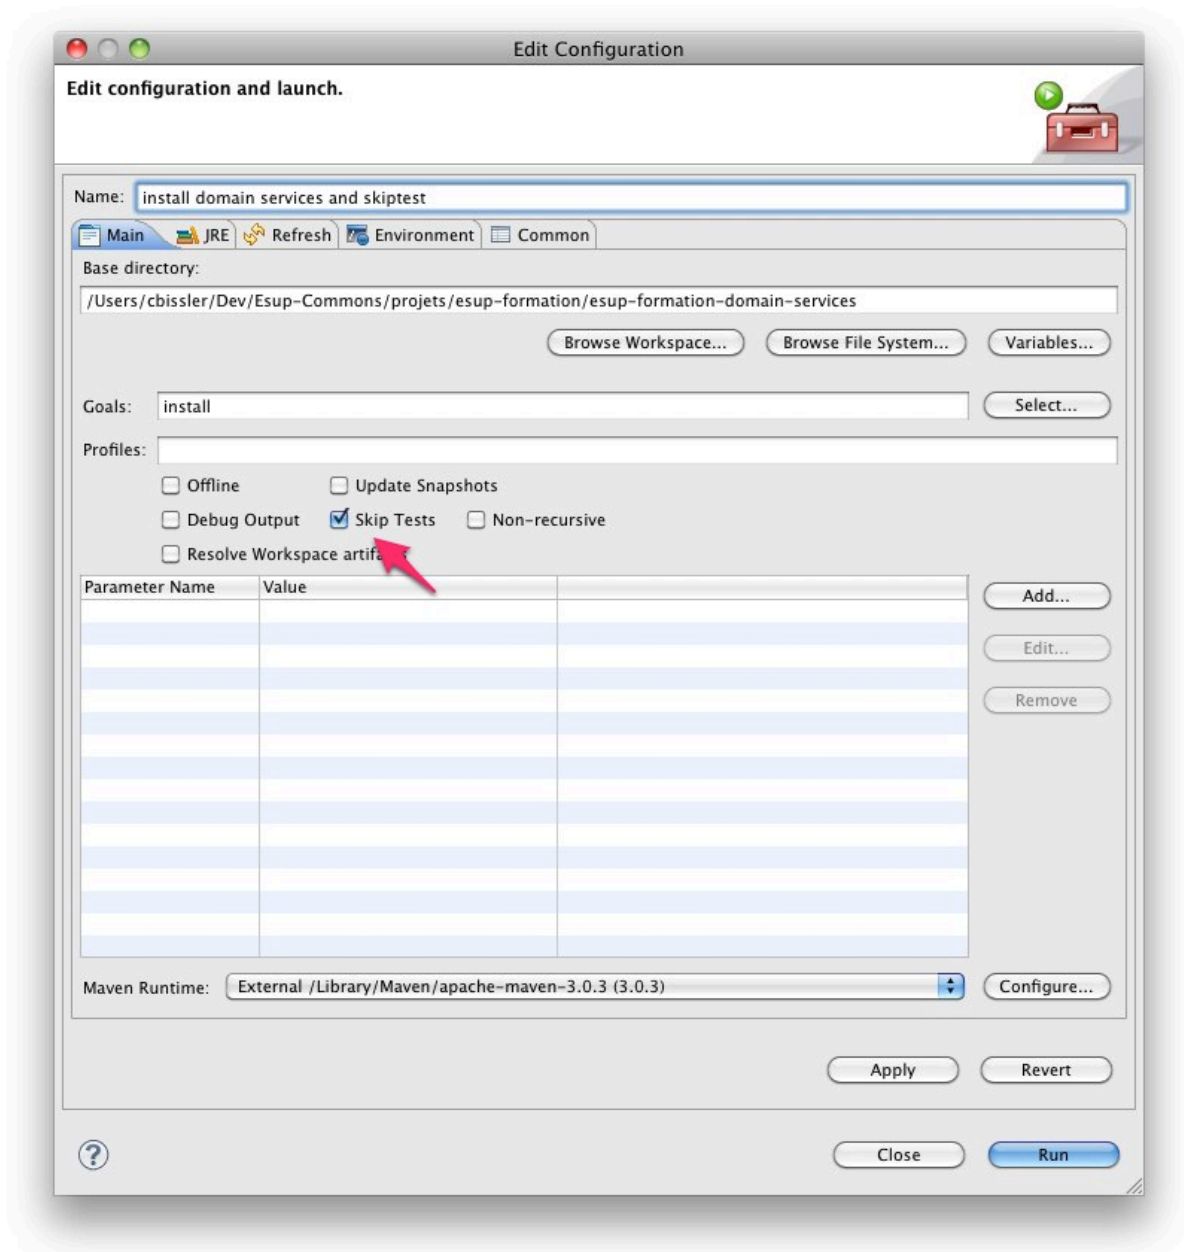 Edit Configuration
Edit configuration and launch.
Name: install domain services and skiptest
Main JRE Refresh Environment Common
Base directory:
/Users/cbissler/Dev/Esup-Commons/projets/esup-formation/esup-formation-domain-services
Browse Workspace... Browse File System... Variables...
Goals: install Select...
Profiles:
Offline Update Snapshots
Debug Output Skip Tests Non-recursive
Resolve Workspace
Parameter Name Value
Add...
Edit...
Remove
Maven Runtime: External /Library/Maven/apache-maven-3.0.3 (3.0.3) Configure...
Apply Revert
? Close Run